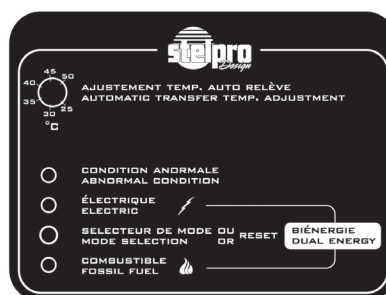 stelpro
Design
45
40 50
35 25
30
°C
AJUSTEMENT TEMP. AUTO RELÈVE
AUTOMATIC TRANSFER TEMP. ADJUSTMENT
CONDITION ANORMALE
ABNORMAL CONDITION
ÉLECTRIQUE
ELECTRIC
SELECTEUR DE MODE OU RESET
MODE SELECTION OR
BIÉNERGIE
DUAL ENERGY
COMBUSTIBLE
FOSSIL FUEL